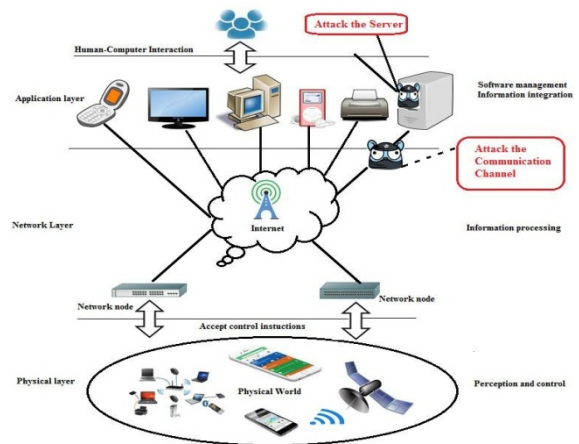 Attack the Server
Human-Computer Interaction
Application layer
Software management
Information integration
Attack the
Communication
Channel
Network Layer
Internet
Information processing
Network node
Network node
Accept control instuctions
Physical layer
Physical World
Perception and control